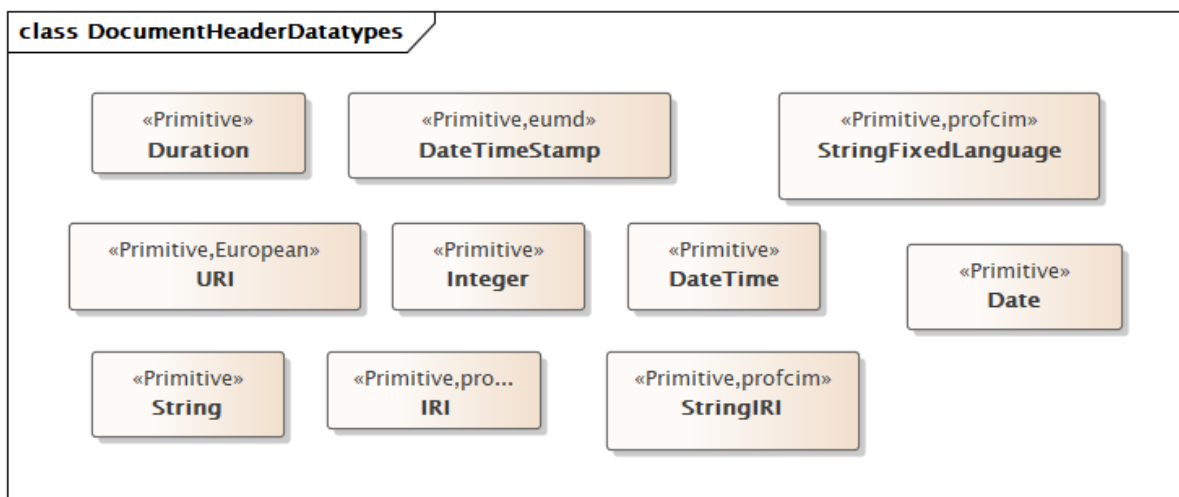 class DocumentHeaderDatatypes
«Primitive»
Duration
«Primitive,eumd»
DateTimeStamp
«Primitive,profcim»
StringFixedLanguage
«Primitive,European»
URI
«Primitive»
Integer
«Primitive»
DateTime
«Primitive»
Date
«Primitive»
String
«Primitive,pro...
IRI
«Primitive,profcim»
StringIRI